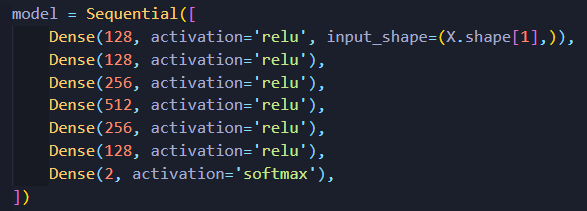 model = Sequential([
    Dense(128, activation='relu', input_shape=(X.shape[1],)),
    Dense(128, activation='relu'),
    Dense(256, activation='relu'),
    Dense(512, activation='relu'),
    Dense(256, activation='relu'),
    Dense(128, activation='relu'),
    Dense(2, activation='softmax'),
])